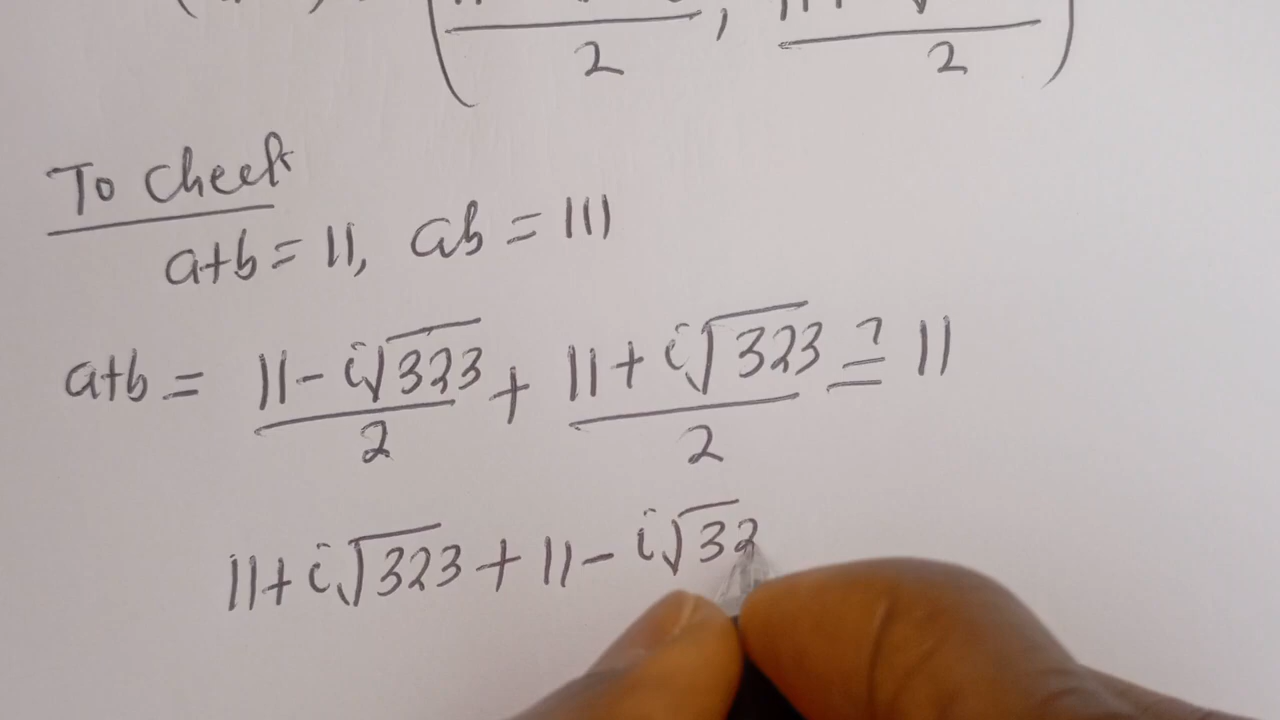 2 , 2
To Check
a+b = 11, ab = 111
a+b = 11 - i√323 / 2 + 11 + i√323 / 2 ≟ 11
11 + i√323 + 11 - i√32